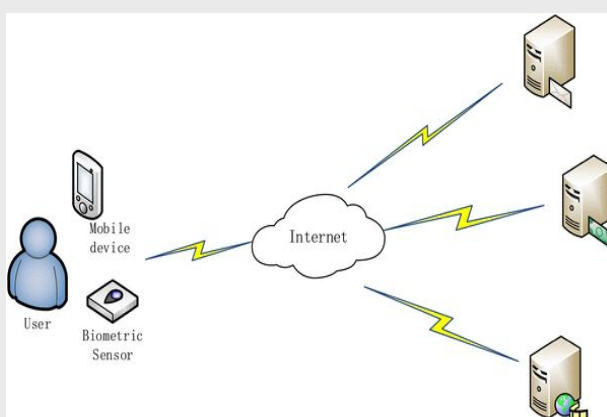 Mobile
device
Internet
User
Biometric
Sensor